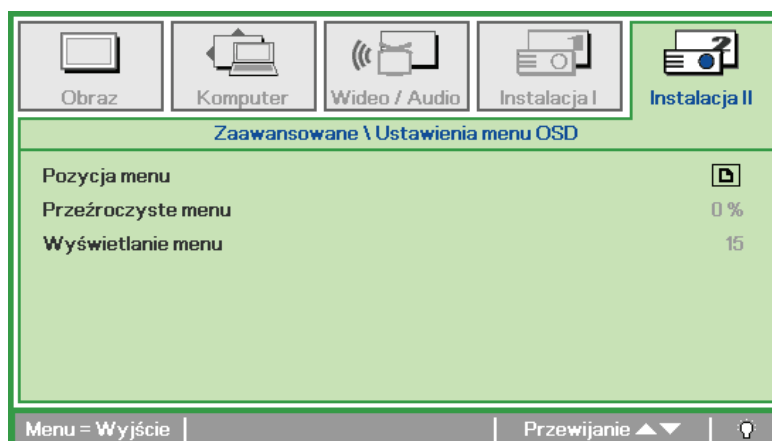 Obraz
Komputer
Wideo / Audio
Instalacja I
Instalacja II
Zaawansowane \ Ustawienia menu OSD
Pozycja menu
Przeźroczyste menu 0 %
Wyświetlanie menu 15
Menu = Wyjście Przewijanie ▲▼